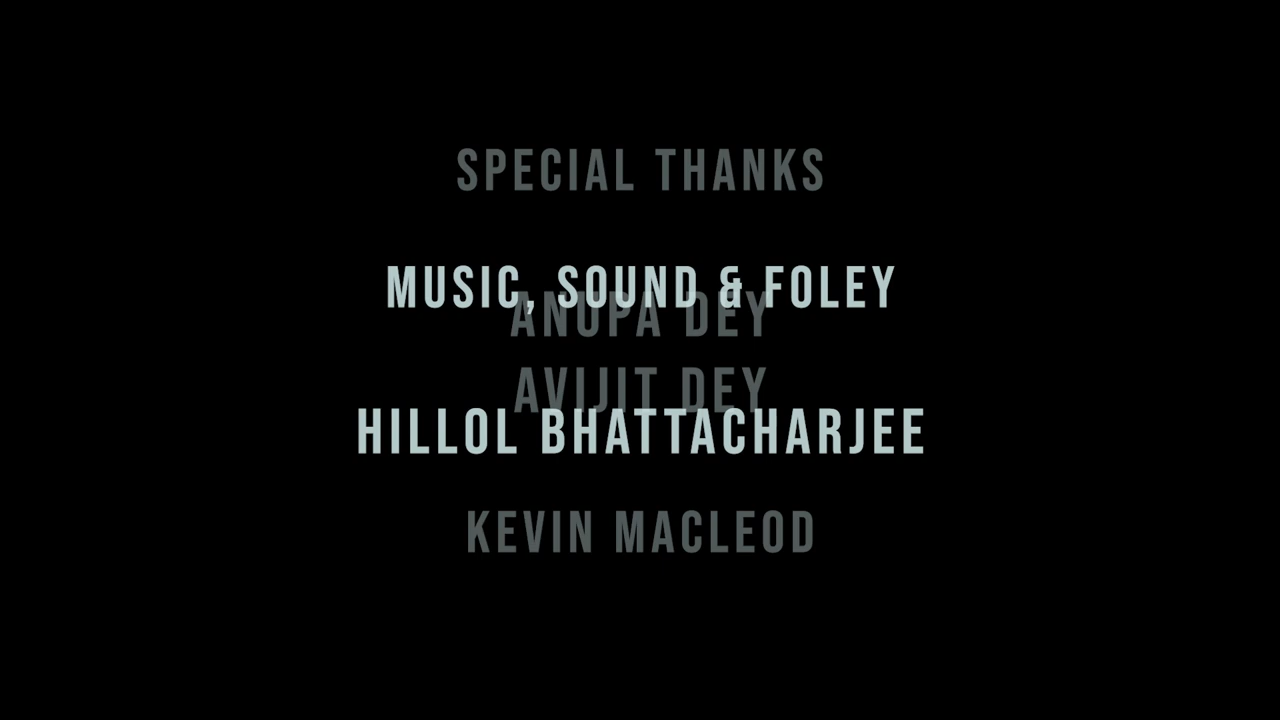 SPECIAL THANKS
MUSIC, SOUND & FOLEY
ANUPA DEY
AVIJIT DEY
HILLOL BHATTACHARJEE
KEVIN MACLEOD